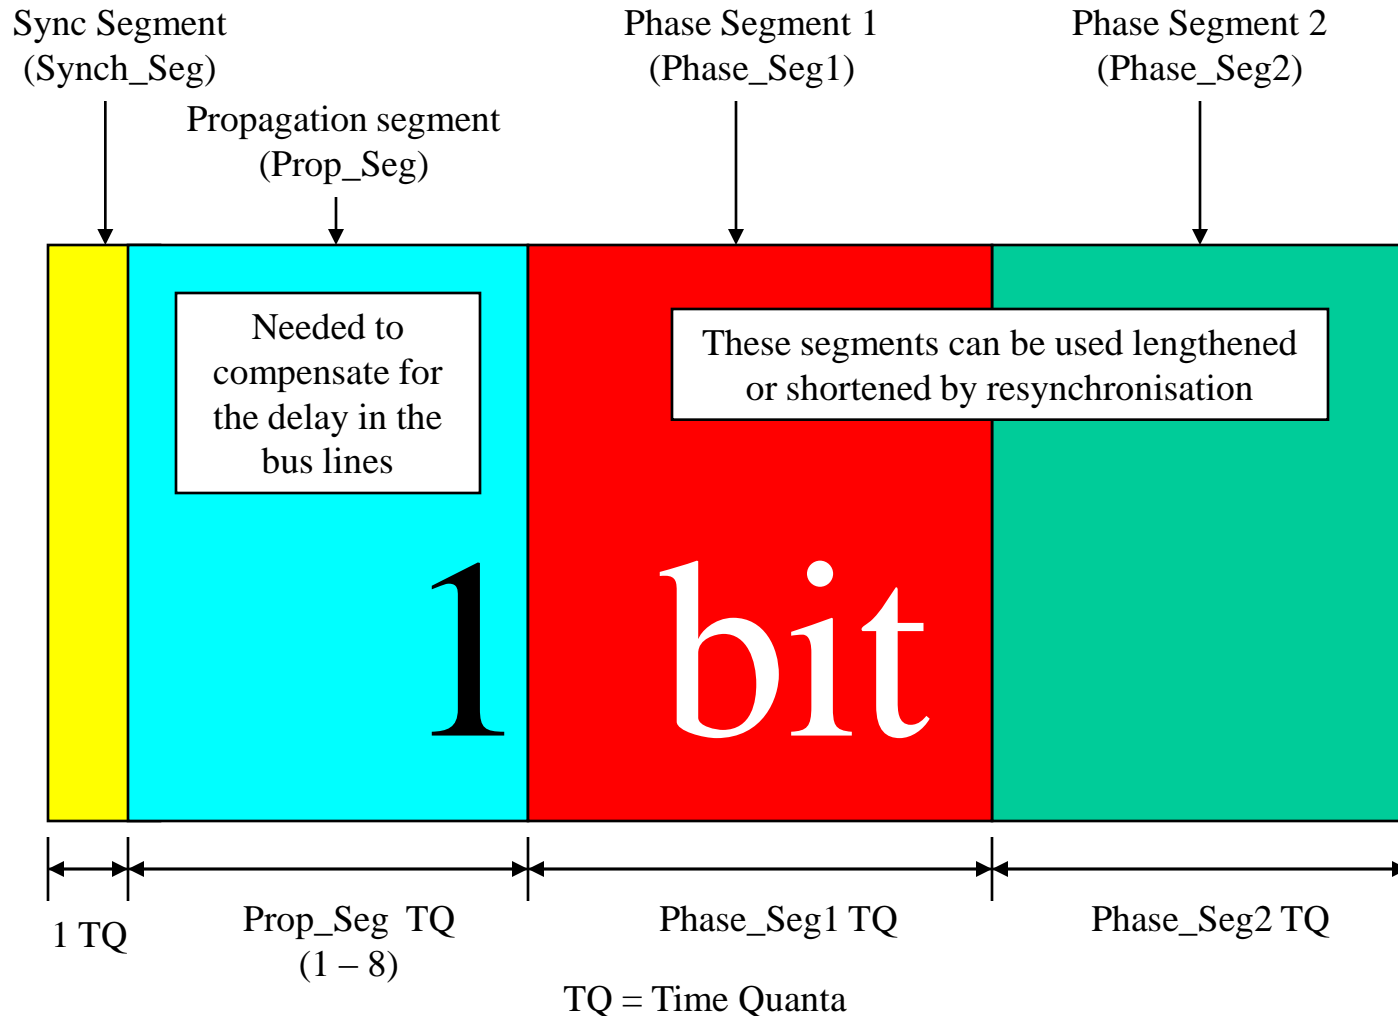 Sync Segment
(Synch_Seg)
Propagation segment
(Prop_Seg)
Phase Segment 1
(Phase_Seg1)
Phase Segment 2
(Phase_Seg2)
Needed to
compensate for
the delay in the
bus lines
These segments can be used lengthened
or shortened by resynchronisation
1 bit
1 TQ
Prop_Seg TQ
(1 – 8)
Phase_Seg1 TQ
Phase_Seg2 TQ
TQ = Time Quanta